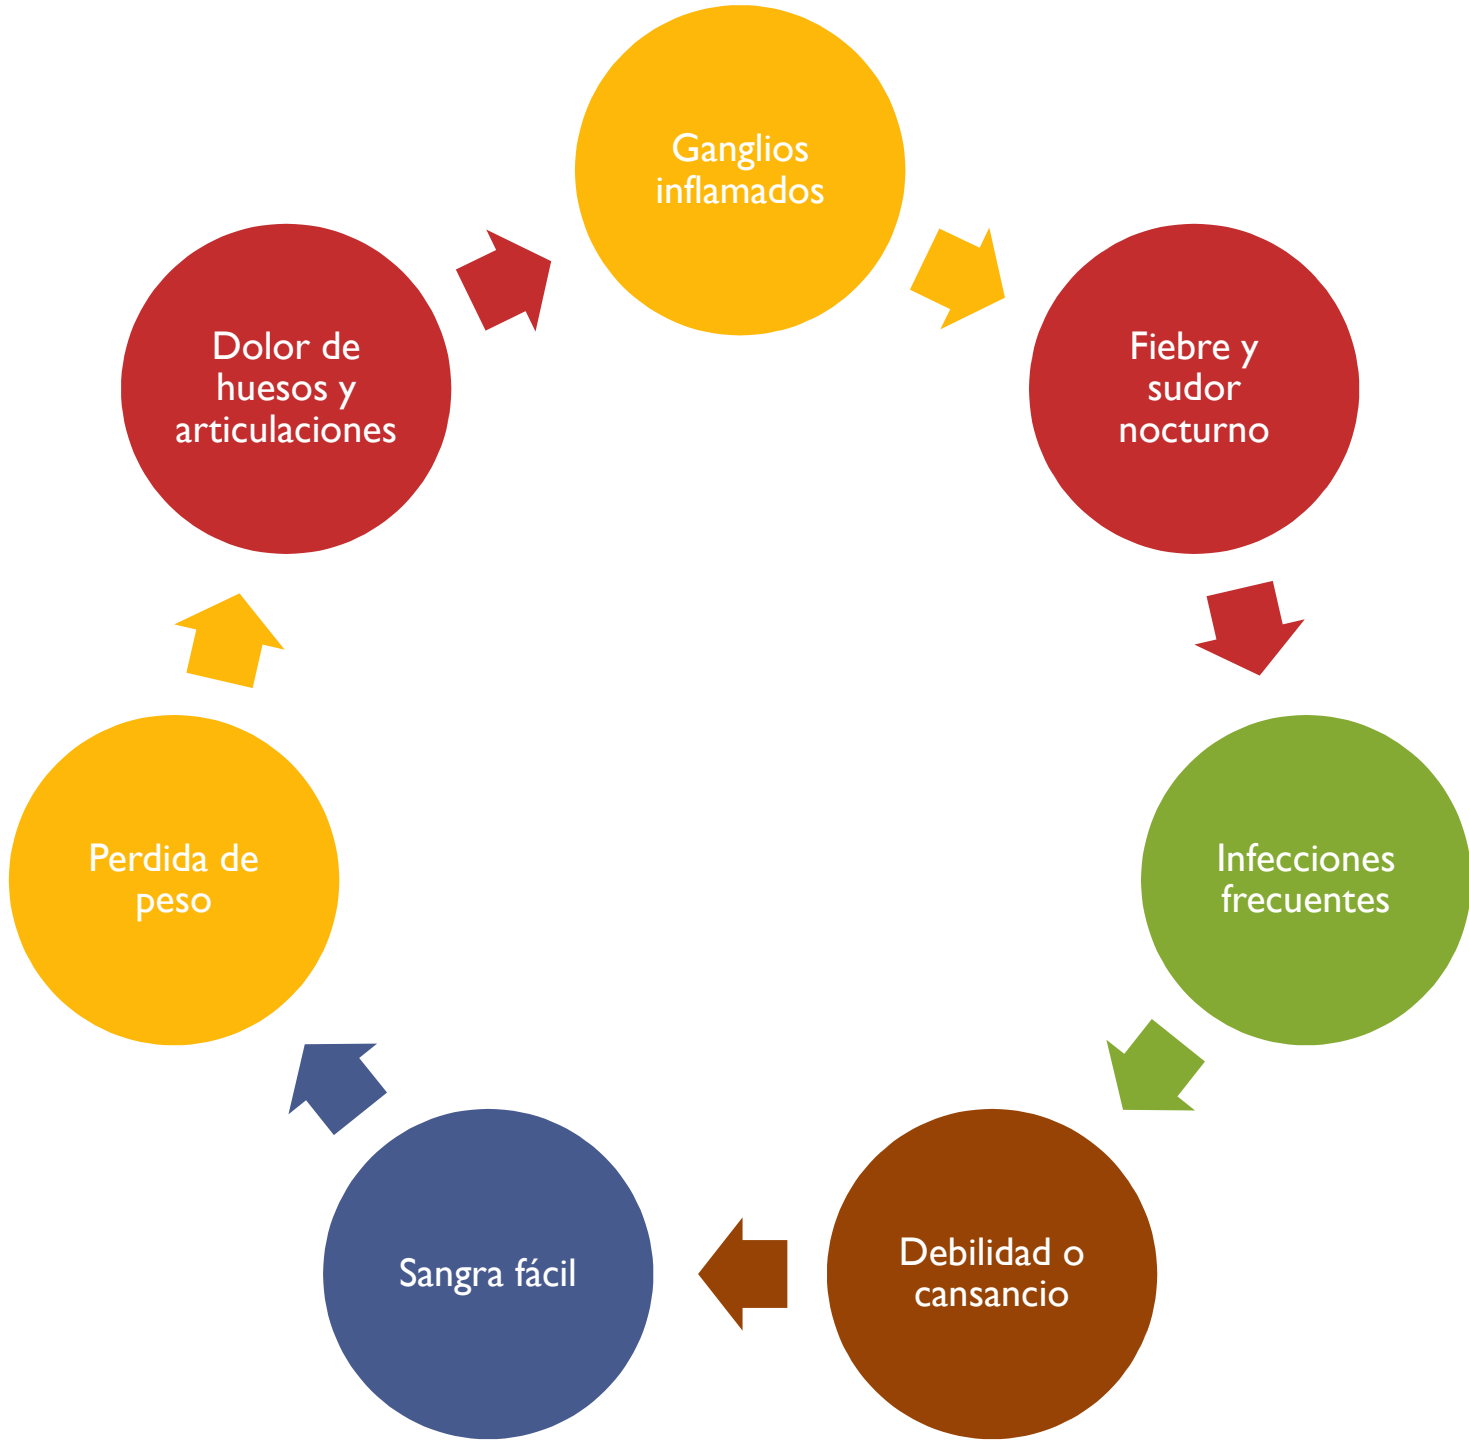 Ganglios
inflamados
Fiebre y
sudor
nocturno
Infecciones
frecuentes
Debilidad o
cansancio
Sangra fácil
Perdida de
peso
Dolor de
huesos y
articulaciones